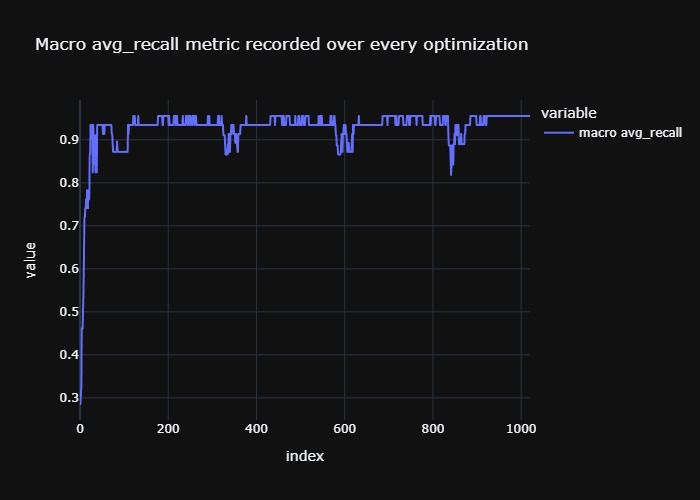 Macro avg_recall metric recorded over every optimization
variable
macro avg_recall
0.9
0.8
0.7
0.6
0.5
0.4
0.3
value
0 200 400 600 800 1000
index